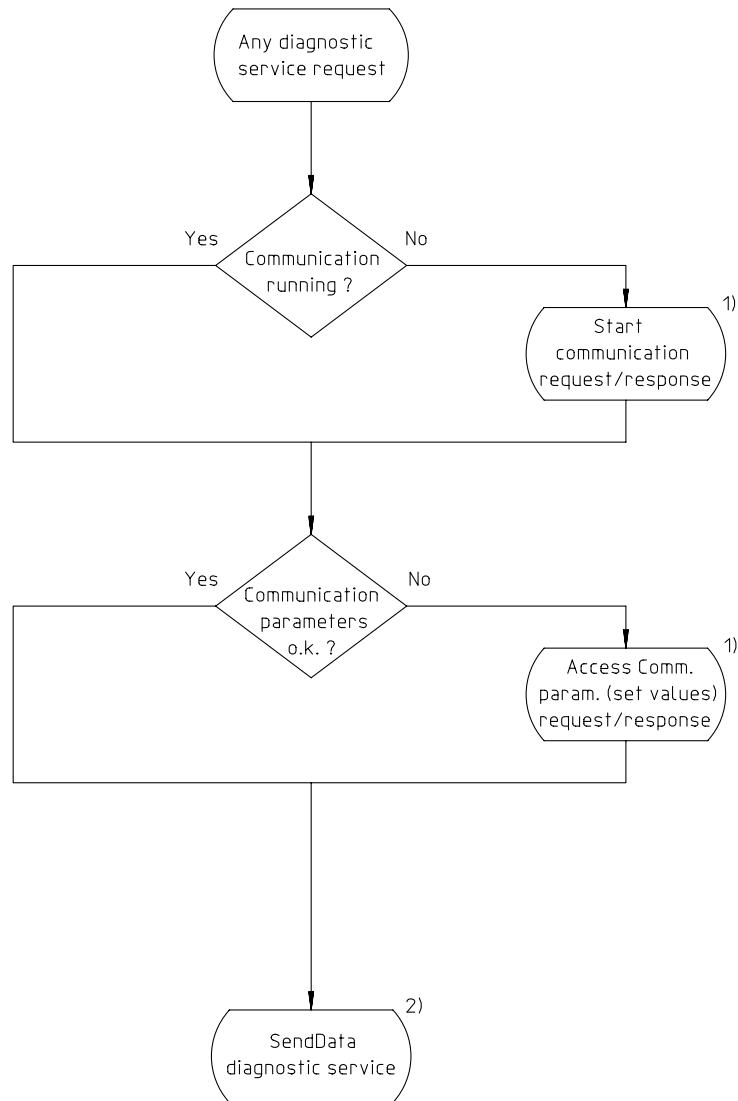 Any diagnostic
service request
Yes
No
Communication
running ?
1)
Start
communication
request/response
Yes
No
Communication
parameters
o.k. ?
1)
Access Comm.
param. (set values)
request/response
2)
SendData
diagnostic service